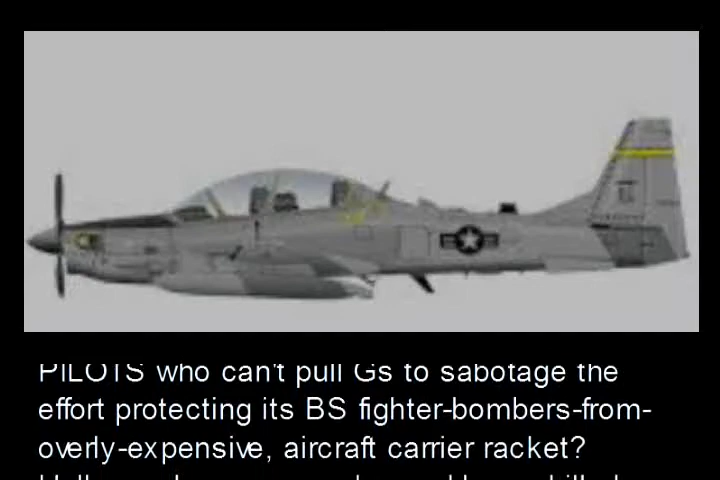 PILOTS who can't pull Gs to sabotage the
effort protecting its BS fighter-bombers-from-
overly-expensive, aircraft carrier racket?